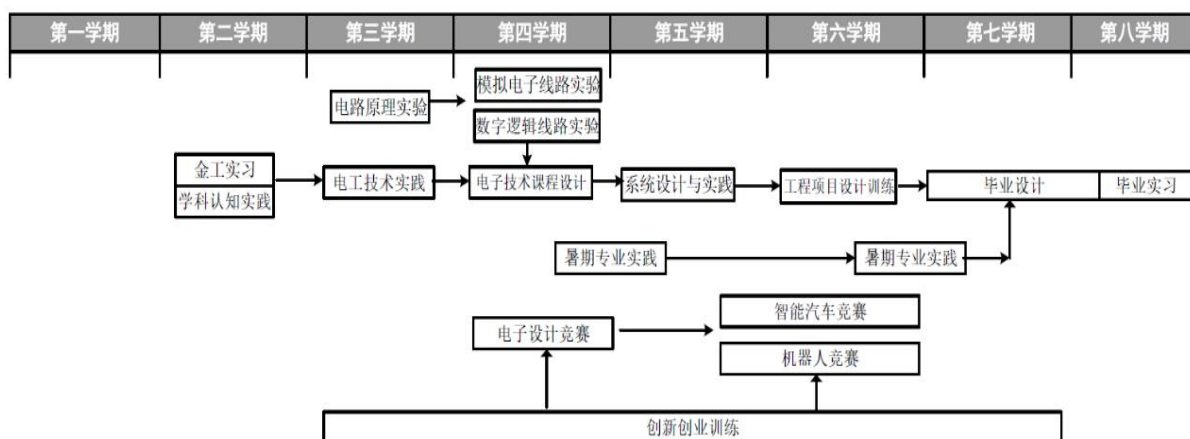 第一学期 第二学期 第三学期 第四学期 第五学期 第六学期 第七学期 第八学期
模拟电子线路实验
电路原理实验
数字逻辑线路实验
金工实习
学科认知实践
电工技术实践
电子技术课程设计
系统设计与实践
工程项目设计训练
毕业设计
毕业实习
暑期专业实践
暑期专业实践
智能汽车竞赛
电子设计竞赛
机器人竞赛
创新创业训练